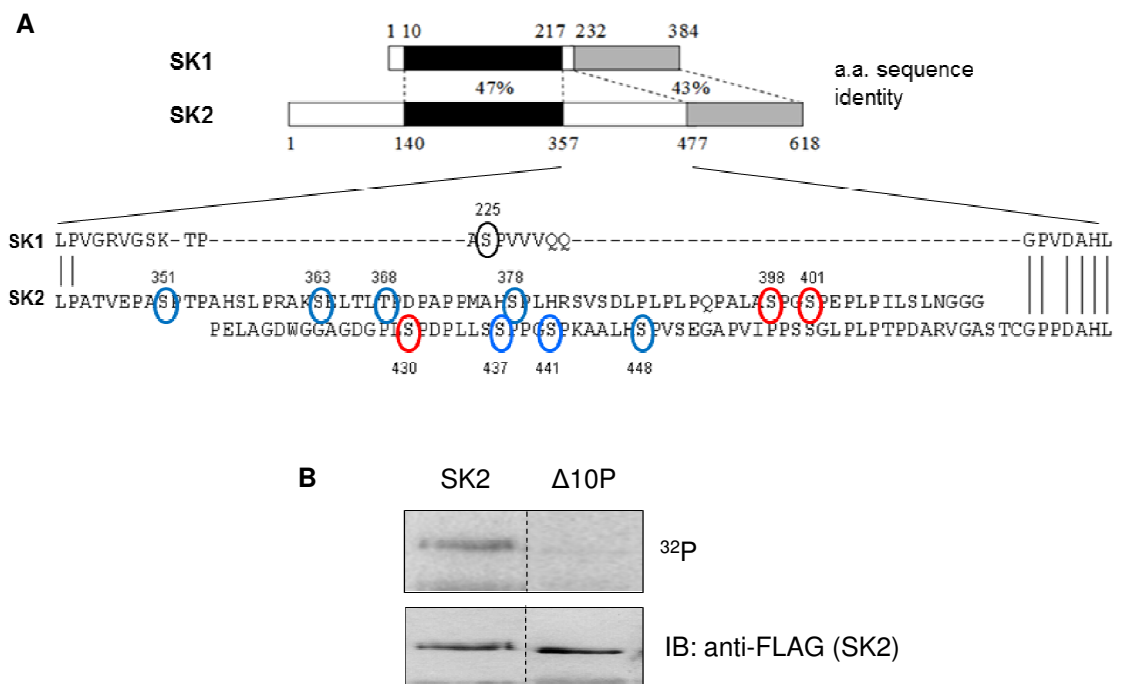 A
1 10 217 232 384
SK1
47% 43%
a.a. sequence
identity
SK2
1 140 357 477 618
225
SK1 LPVGRVGSK-TP-----------------ASPVVVQQ-----------------------------------GPVDAHL
351 363 368 378 398 401
SK2 LPATVEPASPTPAHSLPRAKSELTLTPDPAPPMAHSPLHRSVSDLPLPLPQPALASPGSPEPLPILSLNGGG
PELAGDWGGAGDGPLSPDPLLSSPPGSPKAALHSPVSEGAPVIPPSSGLPLPTPDARVGASTCGPPDAHL
430 437 441 448
B
SK2 Δ10P
32P
IB: anti-FLAG (SK2)